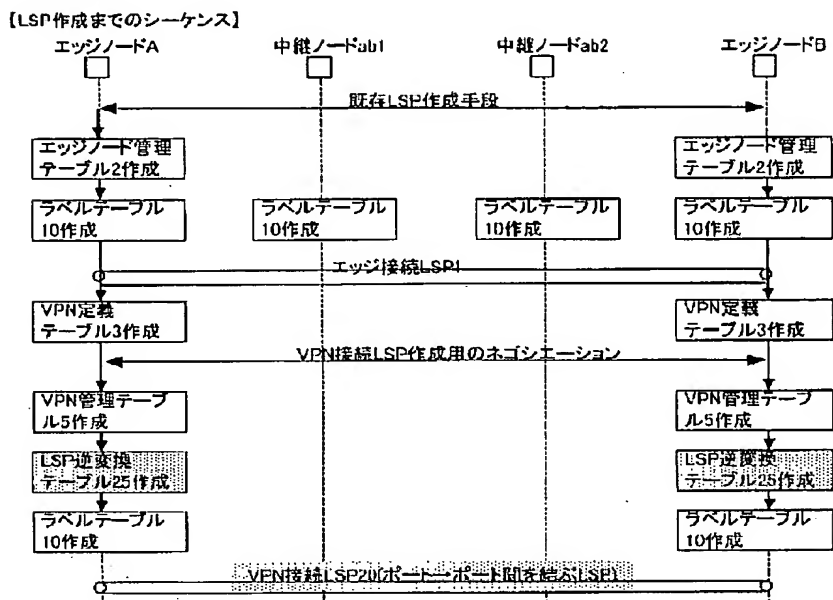 【LSP作成までのシーケンス】
エッジノードA 中継ノードab1 中継ノードab2 エッジノードB
既存LSP作成手段
エッジノード管理
テーブル2作成
エッジノード管理
テーブル2作成
ラベルテーブル
10作成
ラベルテーブル
10作成
ラベルテーブル
10作成
ラベルテーブル
10作成
エッジ接続LSP1
VPN定義
テーブル3作成
VPN定義
テーブル3作成
VPN接続LSP作成用のネゴシエーション
VPN管理テーブ
ル5作成
VPN管理テーブ
ル5作成
LSP逆変換
テーブル25作成
LSP逆変換
テーブル25作成
ラベルテーブル
10作成
ラベルテーブル
10作成
VPN接続LSP20(ポート→ポート間を結ぶLSP)